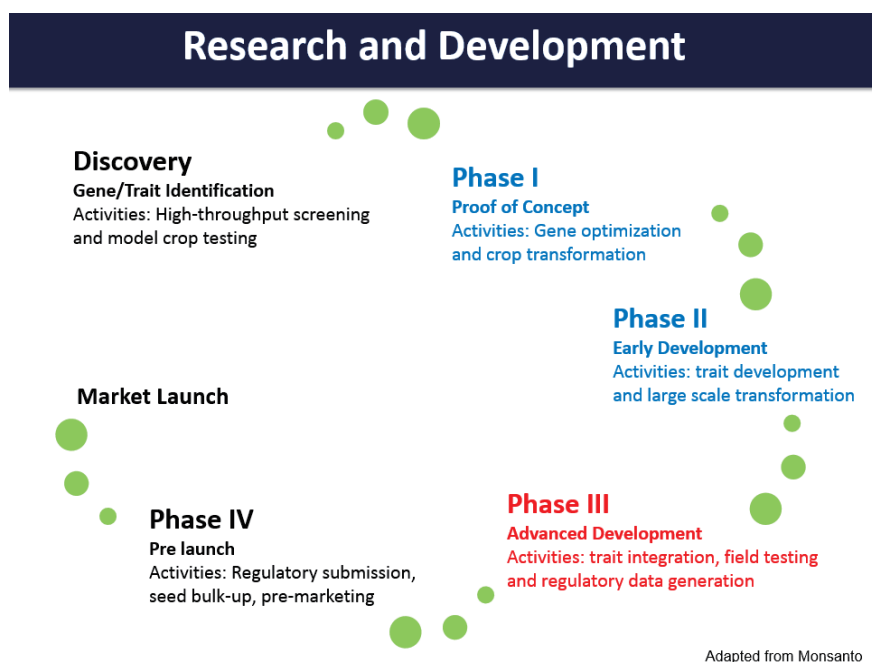 Research and Development
Discovery
Gene/Trait Identification
Activities: High-throughput screening
and model crop testing
Phase I
Proof of Concept
Activities: Gene optimization
and crop transformation
Phase II
Early Development
Activities: trait development
and large scale transformation
Phase III
Advanced Development
Activities: trait integration, field testing
and regulatory data generation
Phase IV
Pre launch
Activities: Regulatory submission,
seed bulk-up, pre-marketing
Market Launch
Adapted from Monsanto